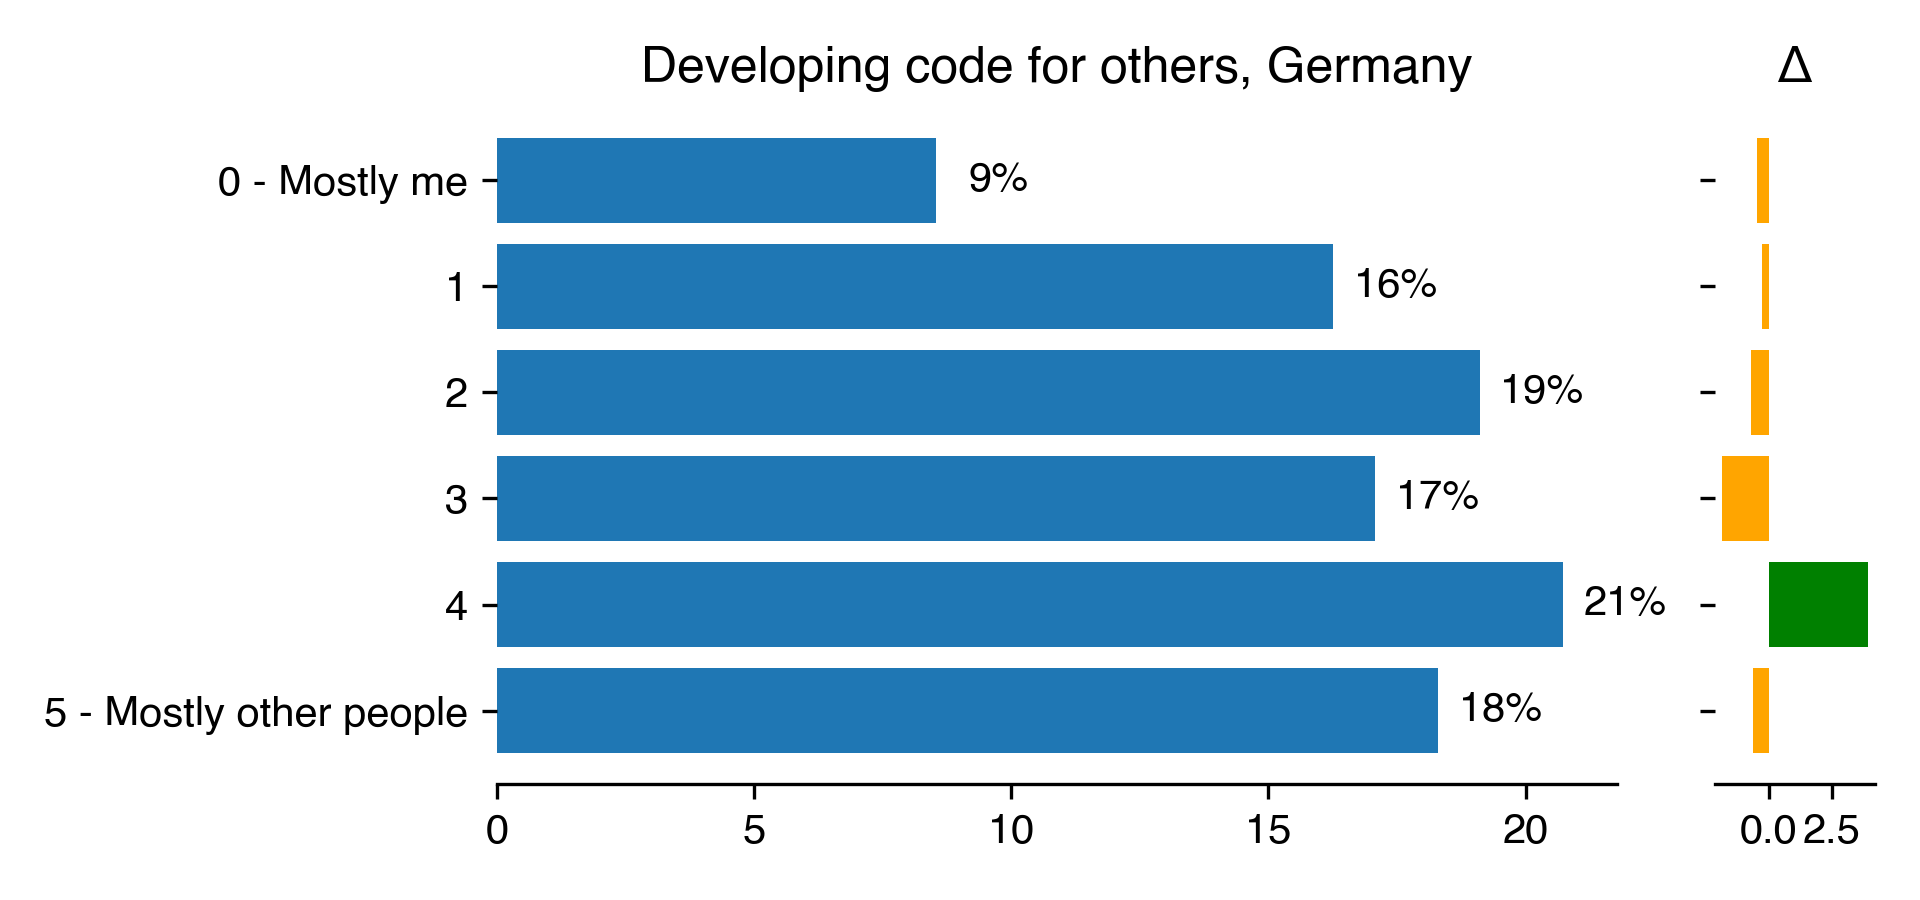 Developing code for others, Germany Δ
0 - Mostly me 9%
1 16%
2 19%
3 17%
4 21%
5 - Mostly other people 18%
0 5 10 15 20 0.0 2.5